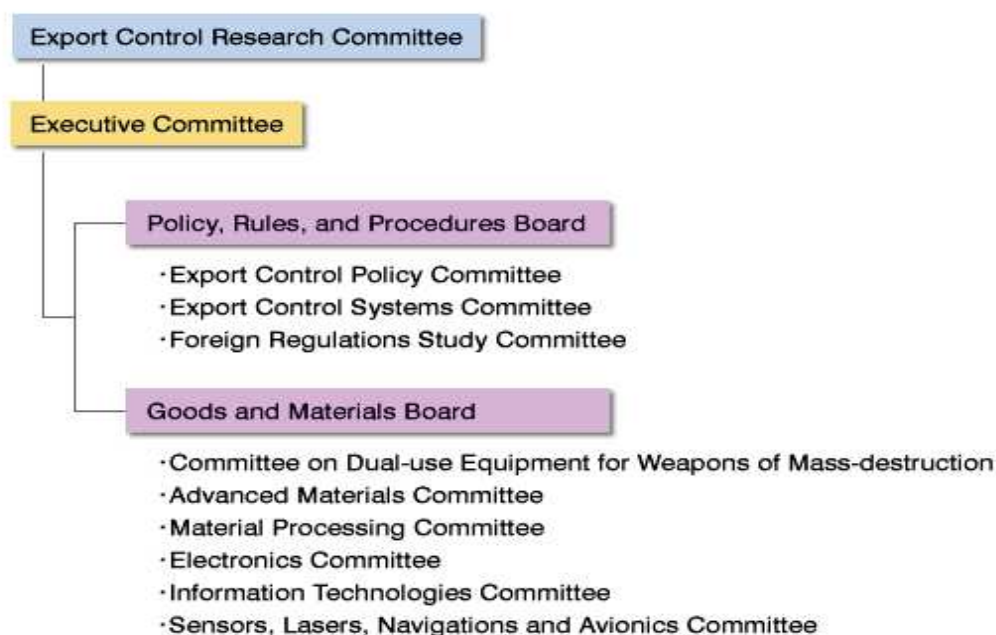 Export Control Research Committee
Executive Committee
Policy, Rules, and Procedures Board
·Export Control Policy Committee
·Export Control Systems Committee
·Foreign Regulations Study Committee
Goods and Materials Board
·Committee on Dual-use Equipment for Weapons of Mass-destruction
·Advanced Materials Committee
·Material Processing Committee
·Electronics Committee
·Information Technologies Committee
·Sensors, Lasers, Navigations and Avionics Committee